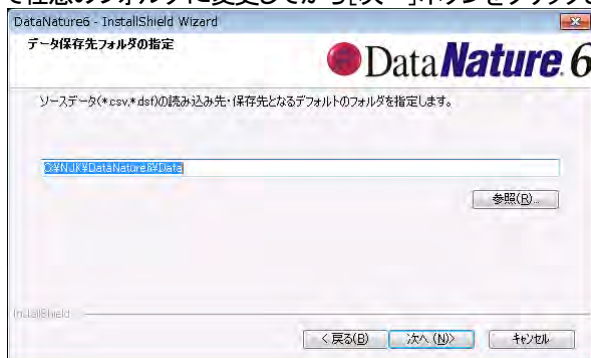 で任意のフォルダに変更してから[次へ]ボタンをクリック
DataNature6 - InstallShield Wizard
データ保存先フォルダの指定
DataNature.6
ソースデータ(*csv,*dsf)の読み込み先・保存先となるデフォルトのフォルダを指定します。
C:¥NJK¥DataNature6¥Data
参照(R)...
InstallShield
< 戻る(B)
次へ(N)>
キャンセル